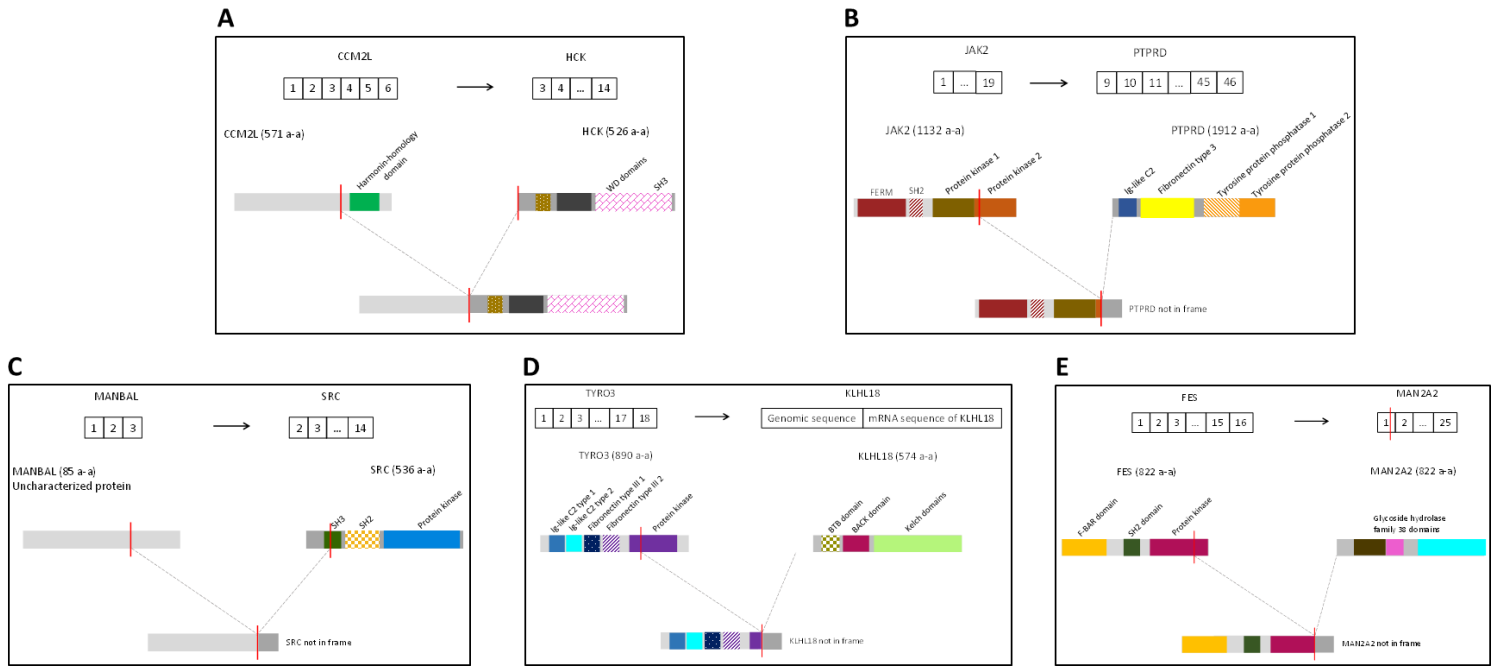 A
CCM2L
HCK
1 2 3 4 5 6
3 4 ... 14
CCM2L (571 a-a)
HCK (526 a-a)
Harmonin-homology
domain
WD domains
SH3
B
JAK2
PTPRD
1 ... 19
9 10 11 ... 45 46
JAK2 (1132 a-a)
PTPRD (1912 a-a)
FERM
SH2
Protein kinase 1
Protein kinase 2
Ig-like C2
Fibronectin type 3
Tyrosine protein phosphatase 1
Tyrosine protein phosphatase 2
PTPRD not in frame
C
MANBAL
SRC
1 2 3
2 3 ... 14
MANBAL (85 a-a)
Uncharacterized protein
SRC (536 a-a)
SH3
SH2
Protein kinase
SRC not in frame
D
TYRO3
KLHL18
1 2 3 ... 17 18
Genomic sequence mRNA sequence of KLHL18
TYRO3 (890 a-a)
KLHL18 (574 a-a)
Ig-like C2 type 1
Ig-like C2 type 2
Fibronectin type III 1
Fibronectin type III 2
Protein kinase
BTB domain
BACK domain
Kelch domains
KLHL18 not in frame
E
FES
MAN2A2
1 2 3 ... 15 16
1 2 ... 25
FES (822 a-a)
MAN2A2 (822 a-a)
F-BAR domain
SH2 domain
Protein kinase
Glycoside hydrolase
family 38 domains
MAN2A2 not in frame